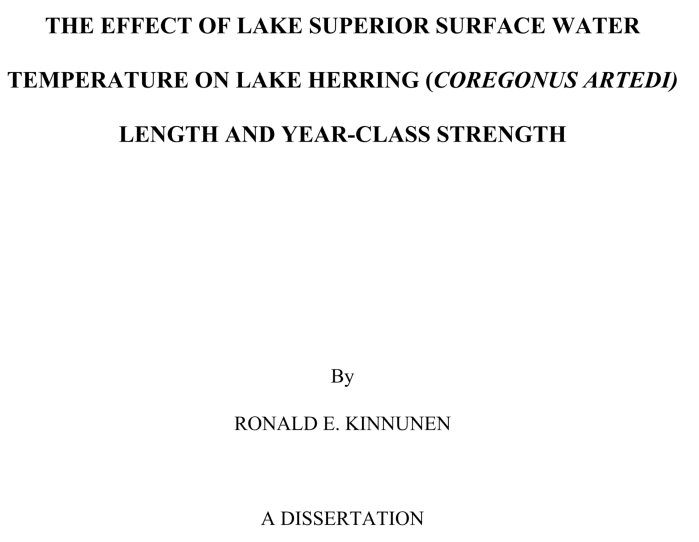 THE EFFECT OF LAKE SUPERIOR SURFACE WATER
TEMPERATURE ON LAKE HERRING (COREGONUS ARTEDI)
LENGTH AND YEAR-CLASS STRENGTH
By
RONALD E. KINNUNEN
A DISSERTATION